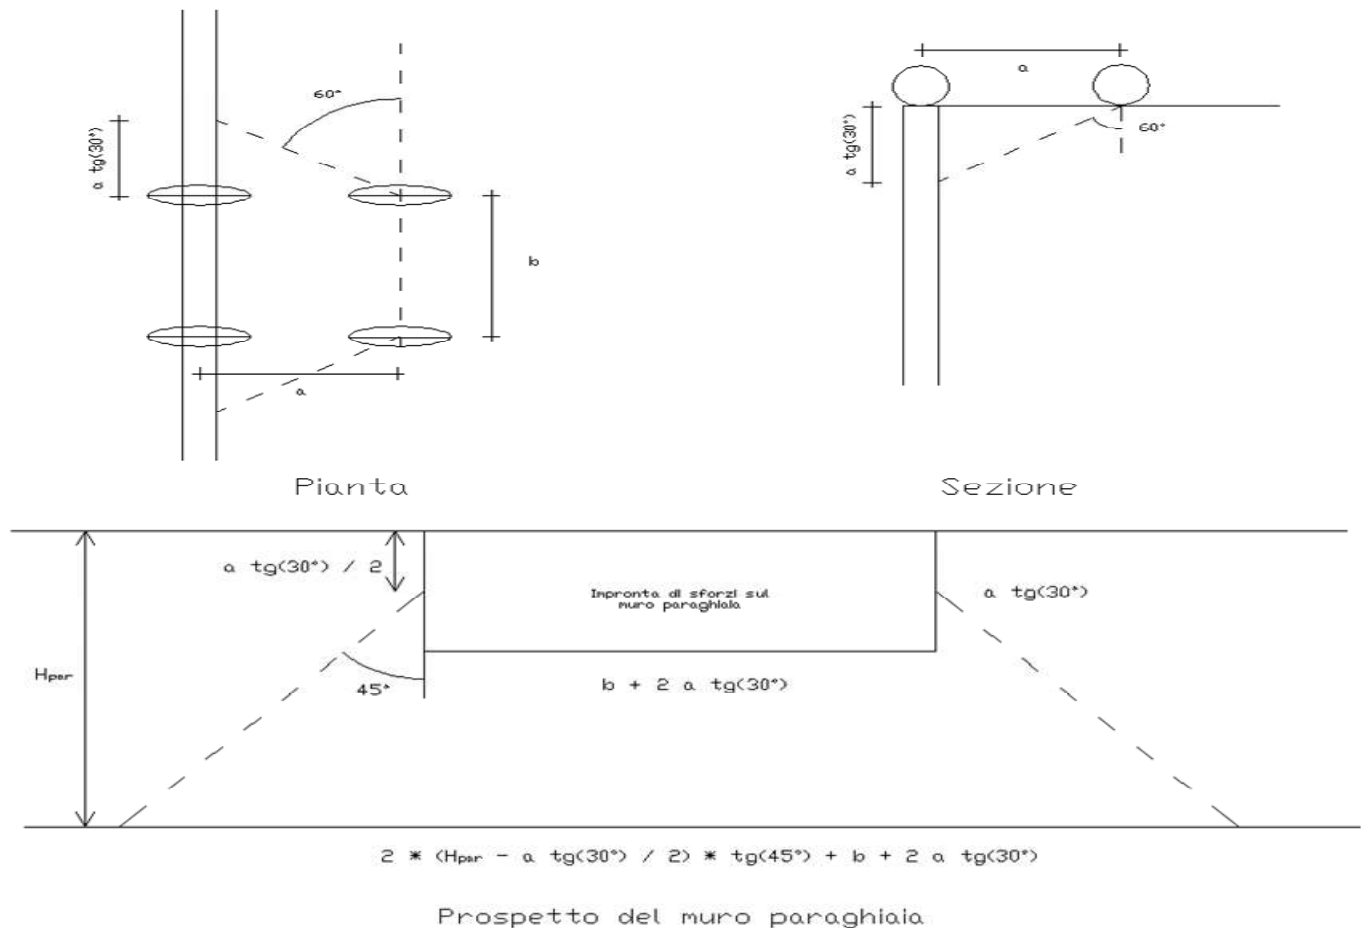 a
60°
a tg(30°)
a tg(30°)
60°
b
a
Pianta
Sezione
a tg(30°) / 2
Impronta di sforzi sul
muro paraghiaia
a tg(30°)
Hpar
45°
b + 2 a tg(30°)
2 * (Hpar - a tg(30°) / 2) * tg(45°) + b + 2 a tg(30°)
Prospetto del muro paraghiaia